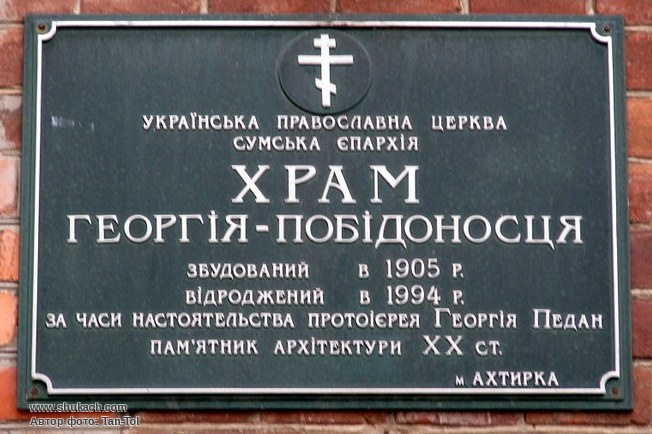 УКРАЇНСЬКА ПРАВОСЛАВНА ЦЕРКВА
СУМСЬКА ЄПАРХІЯ
ХРАМ
ГЕОРГІЯ-ПОБІДОНОСЦЯ
ЗБУДОВАНИЙ В 1905 Р.
ВІДРОДЖЕНИЙ В 1994 Р.
ЗА ЧАСИ НАСТОЯТЕЛЬСТВА ПРОТОІЄРЕЯ ГЕОРГІЯ ПЕДАН
ПАМ'ЯТНИК АРХІТЕКТУРИ XX СТ.
М. АХТИРКА
www.shukach.com
Автор фото: Tan-Tol